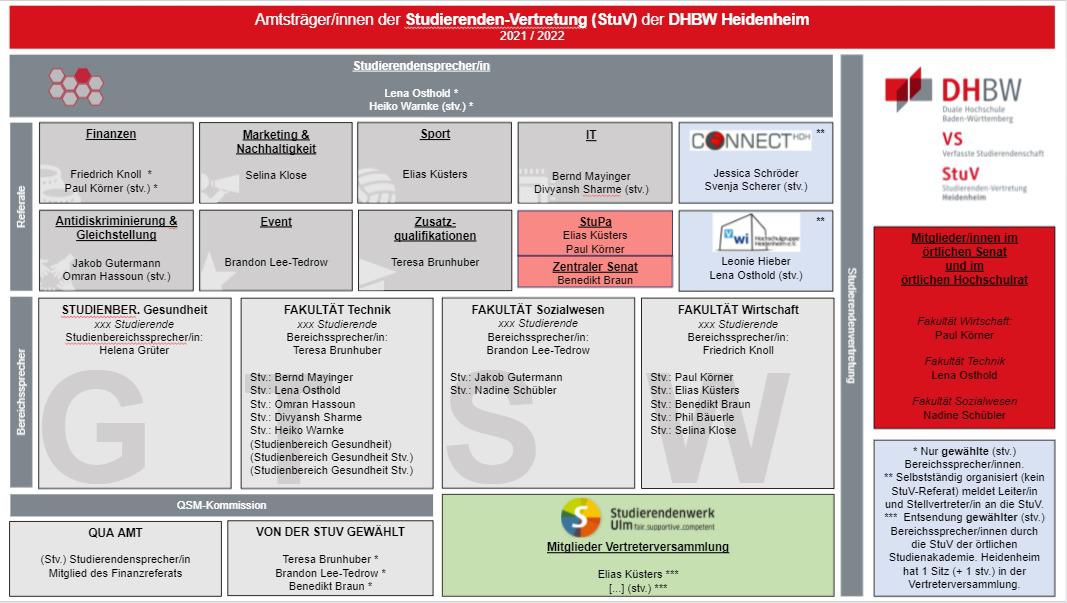 Amtsträger/innen der Studierenden-Vertretung (StuV) der DHBW Heidenheim
2021 / 2022
Studierendensprecher/in
Lena Osthold *
Heiko Warnke (stv.) *
Referate
Finanzen
Friedrich Knoll *
Paul Körner (stv.) *
Marketing &
Nachhaltigkeit
Selina Klose
Sport
Elias Küsters
IT
Bernd Mayinger
Divyansh Sharme (stv.)
CONNECT HDH **
Jessica Schröder
Svenja Scherer (stv.)
Antidiskriminierung &
Gleichstellung
Jakob Gutermann
Omran Hassoun (stv.)
Event
Brandon Lee-Tedrow
Zusatz-
qualifikationen
Teresa Brunhuber
StuPa
Elias Küsters
Paul Körner
Zentraler Senat
Benedikt Braun
**
Vwi Hochschulgruppe
Heidenheim e.V.
Leonie Hieber
Lena Osthold (stv.)
Bereichssprecher
STUDIENBER. Gesundheit
xxx Studierende
Studienbereichssprecher/in:
Helena Grüter
G
FAKULTÄT Technik
xxx Studierende
Bereichssprecher/in:
Teresa Brunhuber
Stv.: Bernd Mayinger
Stv.: Lena Osthold
Stv.: Omran Hassoun
Stv.: Divyansh Sharme
Stv.: Heiko Warnke
(Studienbereich Gesundheit)
(Studienbereich Gesundheit Stv.)
(Studienbereich Gesundheit Stv.)
T
FAKULTÄT Sozialwesen
xxx Studierende
Bereichssprecher/in:
Brandon Lee-Tedrow
Stv.: Jakob Gutermann
Stv.: Nadine Schübler
S
FAKULTÄT Wirtschaft
xxx Studierende
Bereichssprecher/in:
Friedrich Knoll
Stv.: Paul Körner
Stv.: Elias Küsters
Stv.: Benedikt Braun
Stv.: Phil Bäuerle
Stv.: Selina Klose
W
QSM-Kommission
QUA AMT
(Stv.) Studierendensprecher/in
Mitglied des Finanzreferats
VON DER STUV GEWÄHLT
Teresa Brunhuber *
Brandon Lee-Tedrow *
Benedikt Braun *
Studierendenwerk
Ulm fair.supportive.competent
Mitglieder Vertreterversammlung
Elias Küsters ***
[...] (stv.) ***
Studierendenvertretung
DHBW
Duale Hochschule
Baden-Württemberg
VS
Verfasste Studierendenschaft
StuV
Studierenden-Vertretung
Heidenheim
Mitglieder/innen im
örtlichen Senat
und im
örtlichen Hochschulrat
Fakultät Wirtschaft:
Paul Körner
Fakultät Technik
Lena Osthold
Fakultät Sozialwesen
Nadine Schübler
* Nur gewählte (stv.)
Bereichssprecher/innen.
** Selbstständig organisiert (kein
StuV-Referat) meldet Leiter/in
und Stellvertreter/in an die StuV.
*** Entsendung gewählter (stv.)
Bereichssprecher/innen durch
die StuV der örtlichen
Studienakademie. Heidenheim
hat 1 Sitz (+ 1 stv.) in der
Vertreterversammlung.